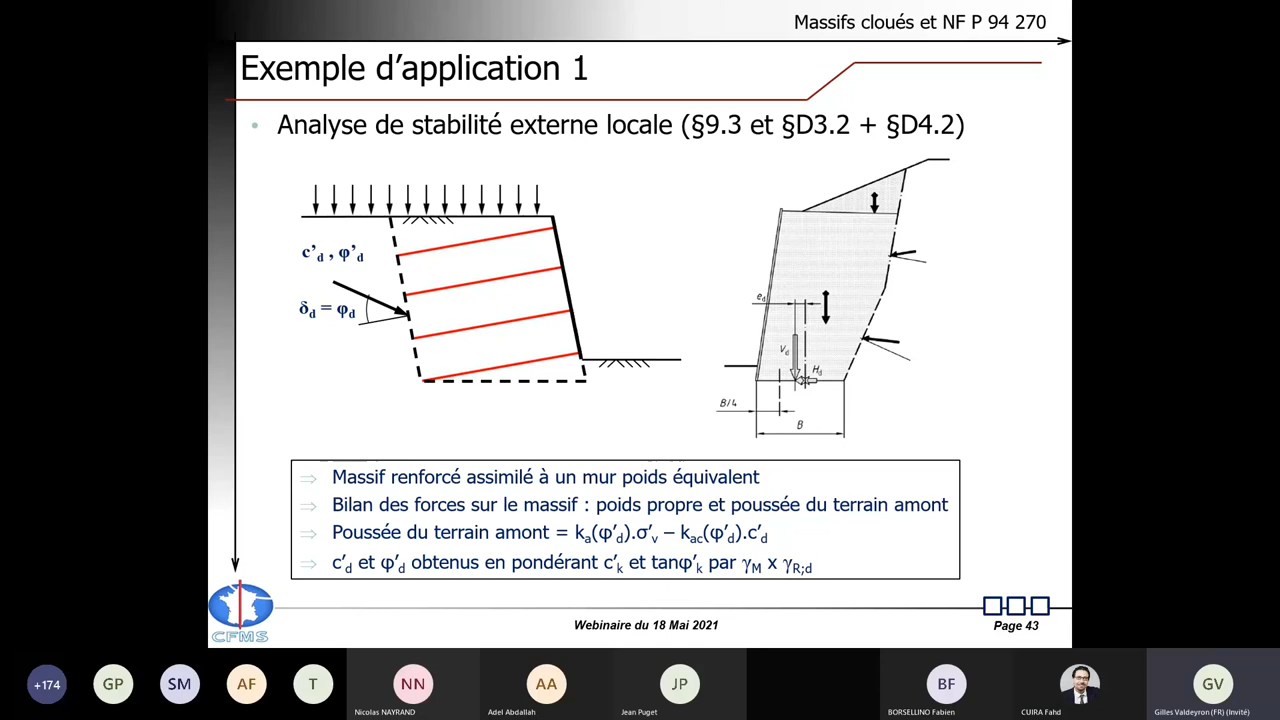 Massifs cloués et NF P 94 270
Exemple d’application 1
• Analyse de stabilité externe locale (§9.3 et §D3.2 + §D4.2)
c’d , φ’d
δd = φd
ed
Vd
Hd
B/4
B
⇒ Massif renforcé assimilé à un mur poids équivalent
⇒ Bilan des forces sur le massif : poids propre et poussée du terrain amont
⇒ Poussée du terrain amont = ka(φ’d).σ’v – kac(φ’d).c’d
⇒ c’d et φ’d obtenus en pondérant c’k et tanφ’k par γM x γR;d
CFMS
Webinaire du 18 Mai 2021
Page 43
+174
GP
SM
AF
T
NN
AA
JP
BF
GV
Nicolas NAYRAND
Adel Abdallah
Jean Puget
BORSELLINO Fabien
CUIRA Fahd
Gilles Valdeyron (FR) (Invité)